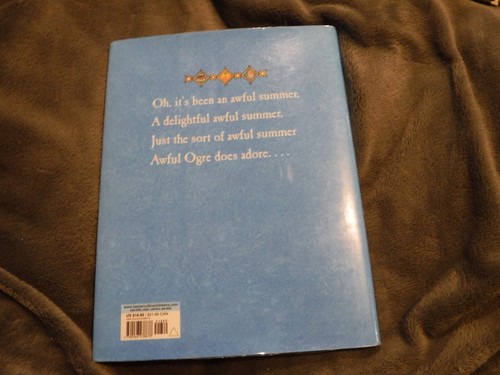 Oh, it's been an awful summer.
A delightful awful summer.
Just the sort of awful summer
Awful Ogre does adore. . . .